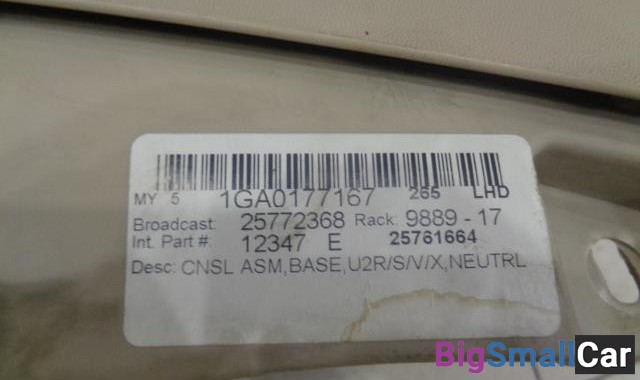 MY 5 1GA0177167 265 LHD
Broadcast: 25772368 Rack: 9889 - 17
Int. Part #: 12347 E 25761664
Desc: CNSL ASM,BASE,U2R/S/V/X,NEUTRL
BigSmallCar